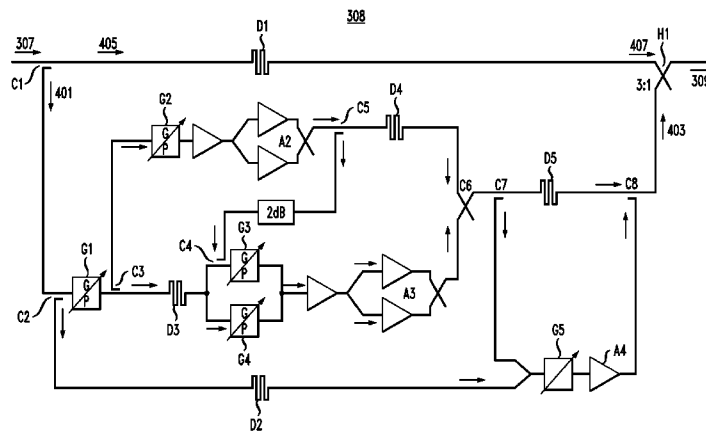 308
307
405
D1
407
H1
C1
401
3:1
309
G2
C5
D4
G
P
A2
403
C6
C7
D5
C8
2dB
C4
G3
G1
C3
G
P
G
P
A3
C2
D3
G
P
G4
G5
A4
D2